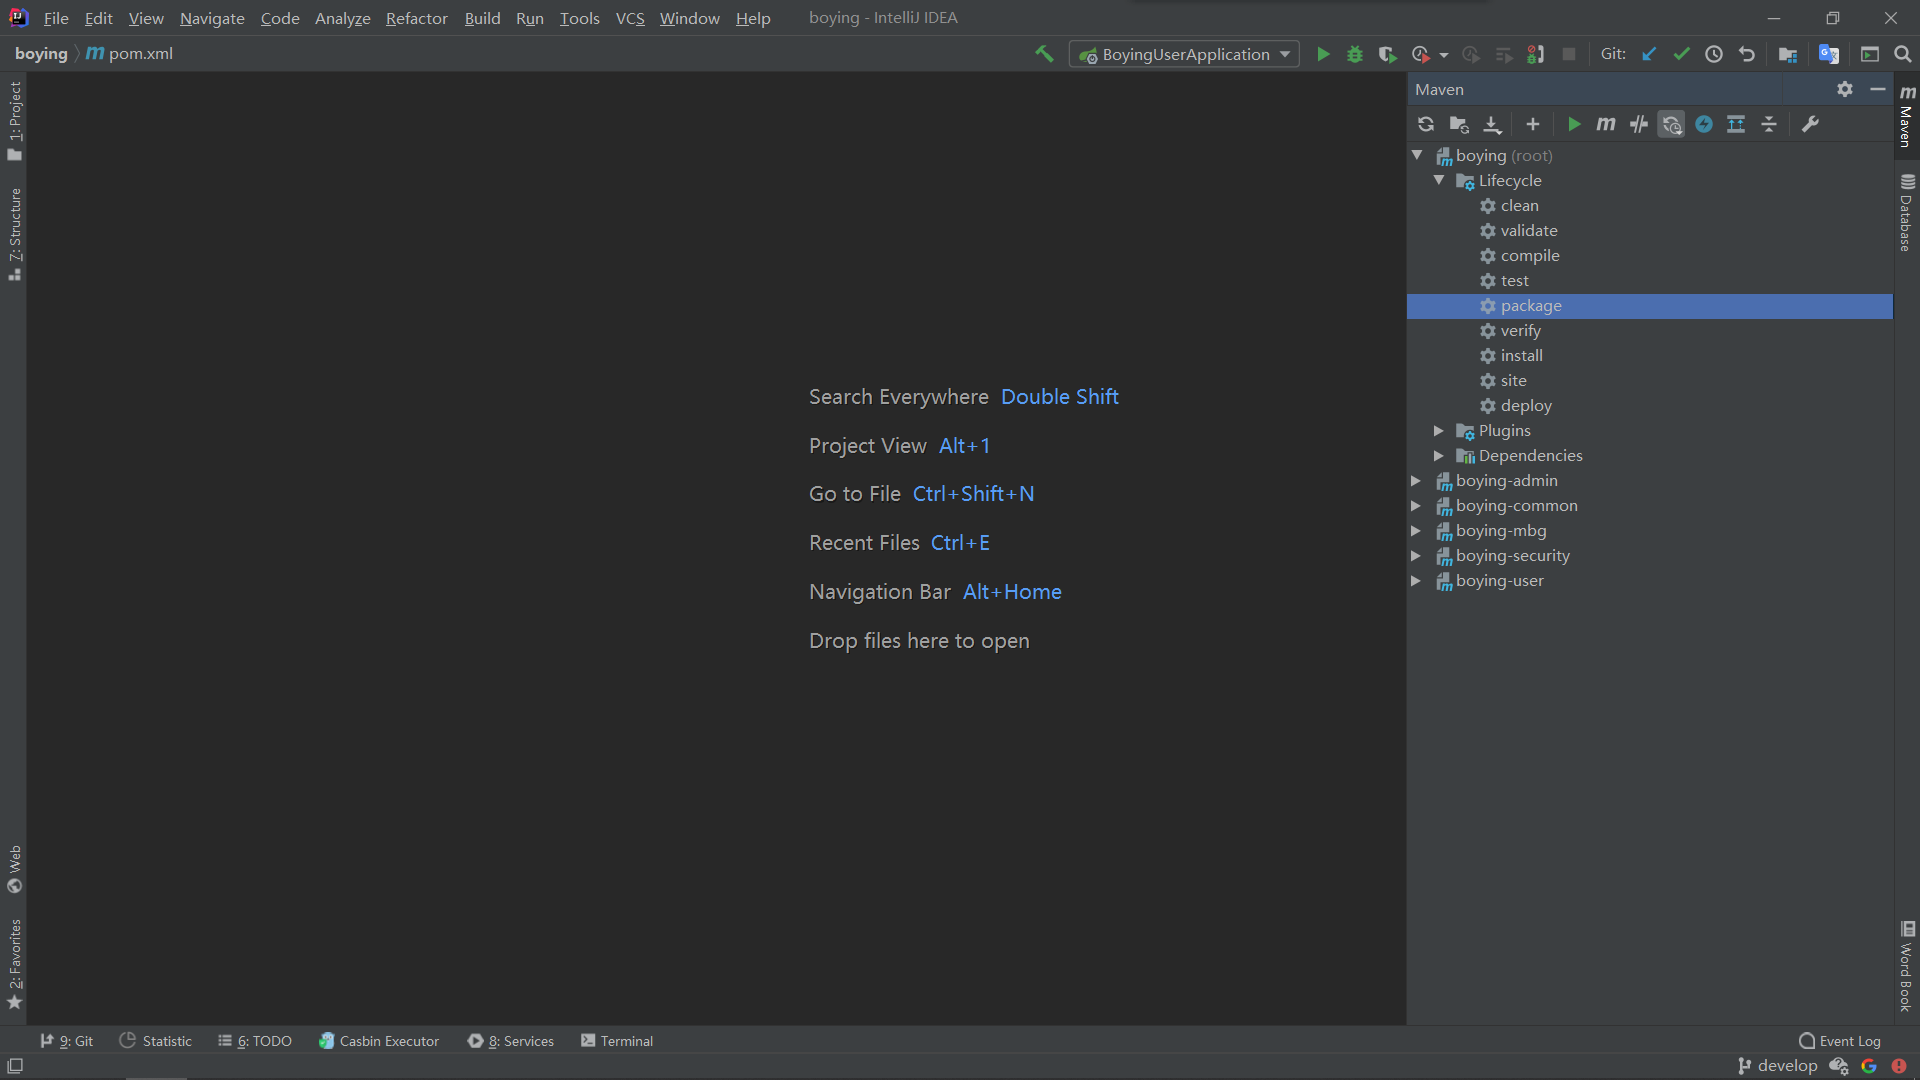 File Edit View Navigate Code Analyze Refactor Build Run Tools VCS Window Help boying - IntelliJ IDEA
boying pom.xml BoyingUserApplication Git:
1: Project
7: Structure
Web
2: Favorites
Search Everywhere Double Shift
Project View Alt+1
Go to File Ctrl+Shift+N
Recent Files Ctrl+E
Navigation Bar Alt+Home
Drop files here to open
Maven
boying (root)
Lifecycle
clean
validate
compile
test
package
verify
install
site
deploy
Plugins
Dependencies
boying-admin
boying-common
boying-mbg
boying-security
boying-user
Maven
Database
Word Book
9: Git Statistic 6: TODO Casbin Executor 8: Services Terminal Event Log
develop